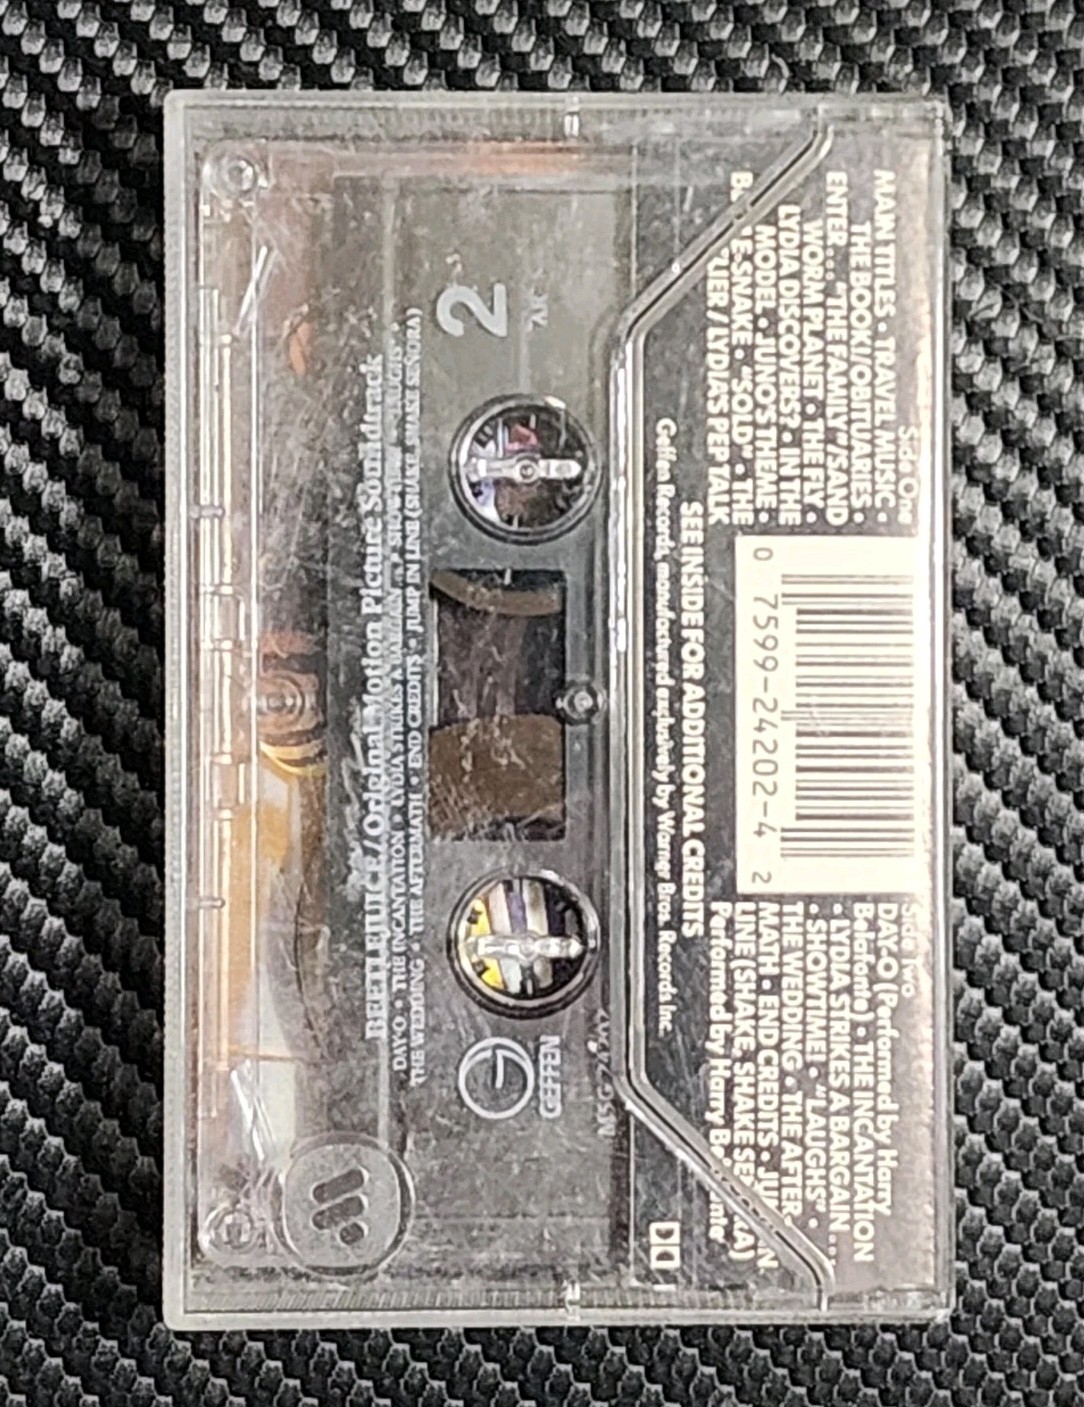 Side One
MAIN TITLES • TRAVEL MUSIC •
THE BOOK!/OBITUARIES •
ENTER... "THE FAMILY"/SAND
WORM PLANET • THE FLY •
LYDIA DISCOVERS? • IN THE
MODEL • JUNO'S THEME •
E-SNAKE • "SOLD" • THE
LYDIA'S PEP TALK
0 7599-24202-4 2
Side Two
DAY-O (Performed by Harry
Belafonte) • THE INCANTATION
• LYDIA STRIKES A BARGAIN...
• SHOWTIME! • "LAUGHS" •
THE WEDDING • THE AFTER-
MATH • END CREDITS •
LINE (SHAKE, SHAKE
Performed by Harry
SEE INSIDE FOR ADDITIONAL CREDITS
Geffen Records, manufactured exclusively by Warner Bros. Records Inc.
2
GEFFEN
BEETLEJUICE / Original Motion Picture Soundtrack
DAY-O • THE INCANTATION • LYDIA STRIKES A BARGAIN • SHOWTIME •
THE WEDDING • THE AFTERMATH • END CREDITS • JUMP IN LINE (SHAKE, SHAKE SEÑORA)